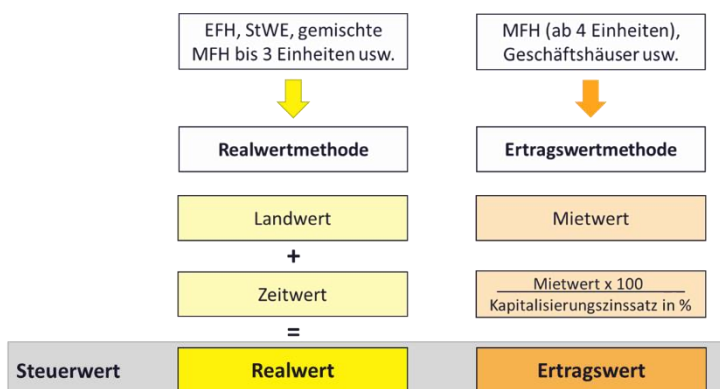 EFH, StWE, gemischte
MFH bis 3 Einheiten usw.
MFH (ab 4 Einheiten),
Geschäftshäuser usw.
Realwertmethode
Ertragswertmethode
Landwert
Mietwert
+
Zeitwert
Mietwert x 100
Kapitalisierungszinssatz in %
=
Steuerwert
Realwert
Ertragswert